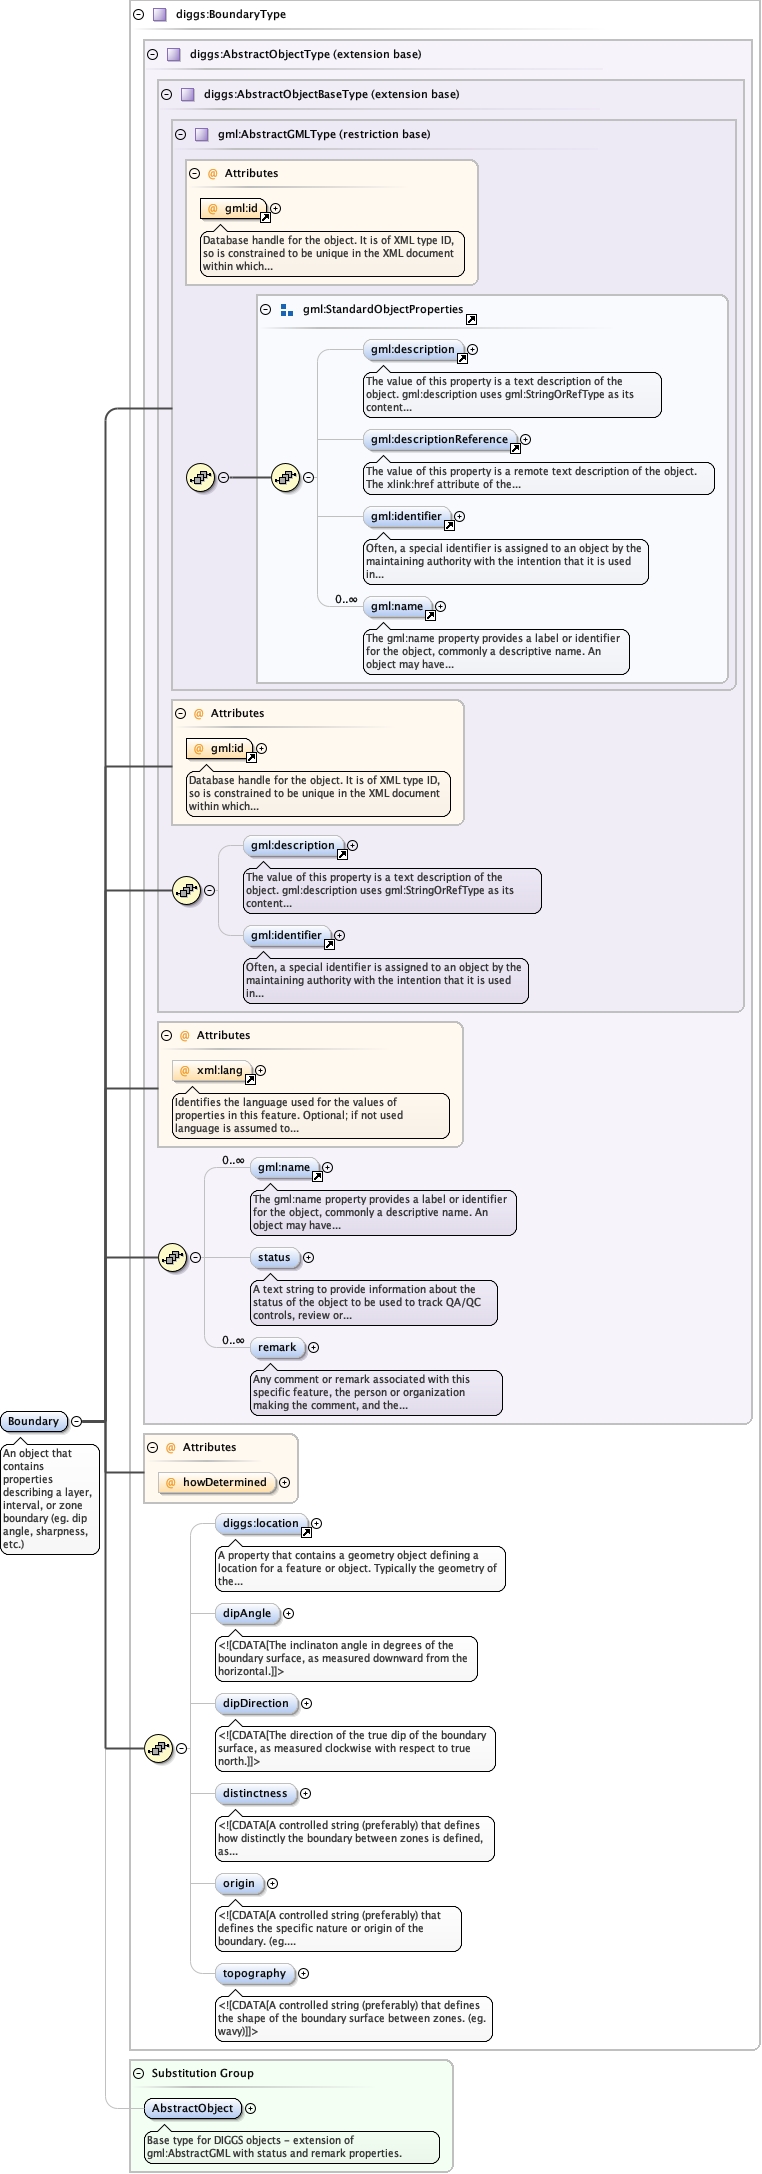 diggs:BoundaryType
diggs:AbstractObjectType (extension base)
diggs:AbstractObjectBaseType (extension base)
gml:AbstractGMLType (restriction base)
@ Attributes
@ gml:id
Database handle for the object. It is of XML type ID,
so is constrained to be unique in the XML document
within which...
gml:StandardObjectProperties
gml:description
The value of this property is a text description of the
object. gml:description uses gml:StringOrRefType as its
content...
gml:descriptionReference
The value of this property is a remote text description of the object.
The xlink:href attribute of the...
gml:identifier
Often, a special identifier is assigned to an object by the
maintaining authority with the intention that it is used
in...
0..∞
gml:name
The gml:name property provides a label or identifier
for the object, commonly a descriptive name. An
object may have...
@ Attributes
@ gml:id
Database handle for the object. It is of XML type ID,
so is constrained to be unique in the XML document
within which...
gml:description
The value of this property is a text description of the
object. gml:description uses gml:StringOrRefType as its
content...
gml:identifier
Often, a special identifier is assigned to an object by the
maintaining authority with the intention that it is used
in...
@ Attributes
@ xml:lang
Identifies the language used for the values of
properties in this feature. Optional; if not used
language is assumed to...
0..∞
gml:name
The gml:name property provides a label or identifier
for the object, commonly a descriptive name. An
object may have...
status
A text string to provide information about the
status of the object to be used to track QA/QC
controls, review or...
0..∞
remark
Any comment or remark associated with this
specific feature, the person or organization
making the comment, and the...
Boundary
An object that
contains
properties
describing a layer,
interval, or zone
boundary (eg. dip
angle, sharpness,
etc.)
@ Attributes
@ howDetermined
diggs:location
A property that contains a geometry object defining a
location for a feature or object. Typically the geometry of
the...
dipAngle
<![CDATA[The inclinaton angle in degrees of the
boundary surface, as measured downward from the
horizontal.]]>
dipDirection
<![CDATA[The direction of the true dip of the boundary
surface, as measured clockwise with respect to true
north.]]>
distinctness
<![CDATA[A controlled string (preferably) that defines
how distinctly the boundary between zones is defined,
as...
origin
<![CDATA[A controlled string (preferably) that
defines the specific nature or origin of the
boundary. (eg....
topography
<![CDATA[A controlled string (preferably) that defines
the shape of the boundary surface between zones. (eg.
wavy)]]>
Substitution Group
AbstractObject
Base type for DIGGS objects – extension of
gml:AbstractGML with status and remark properties.